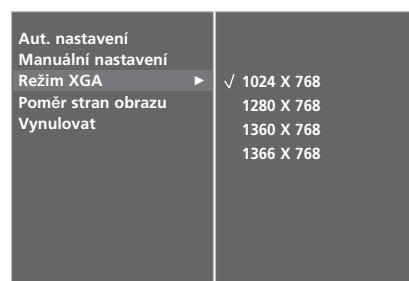 Aut. nastavení
Manuální nastavení
Režim XGA ►
Poměr stran obrazu
Vynulovat
√ 1024 X 768
1280 X 768
1360 X 768
1366 X 768